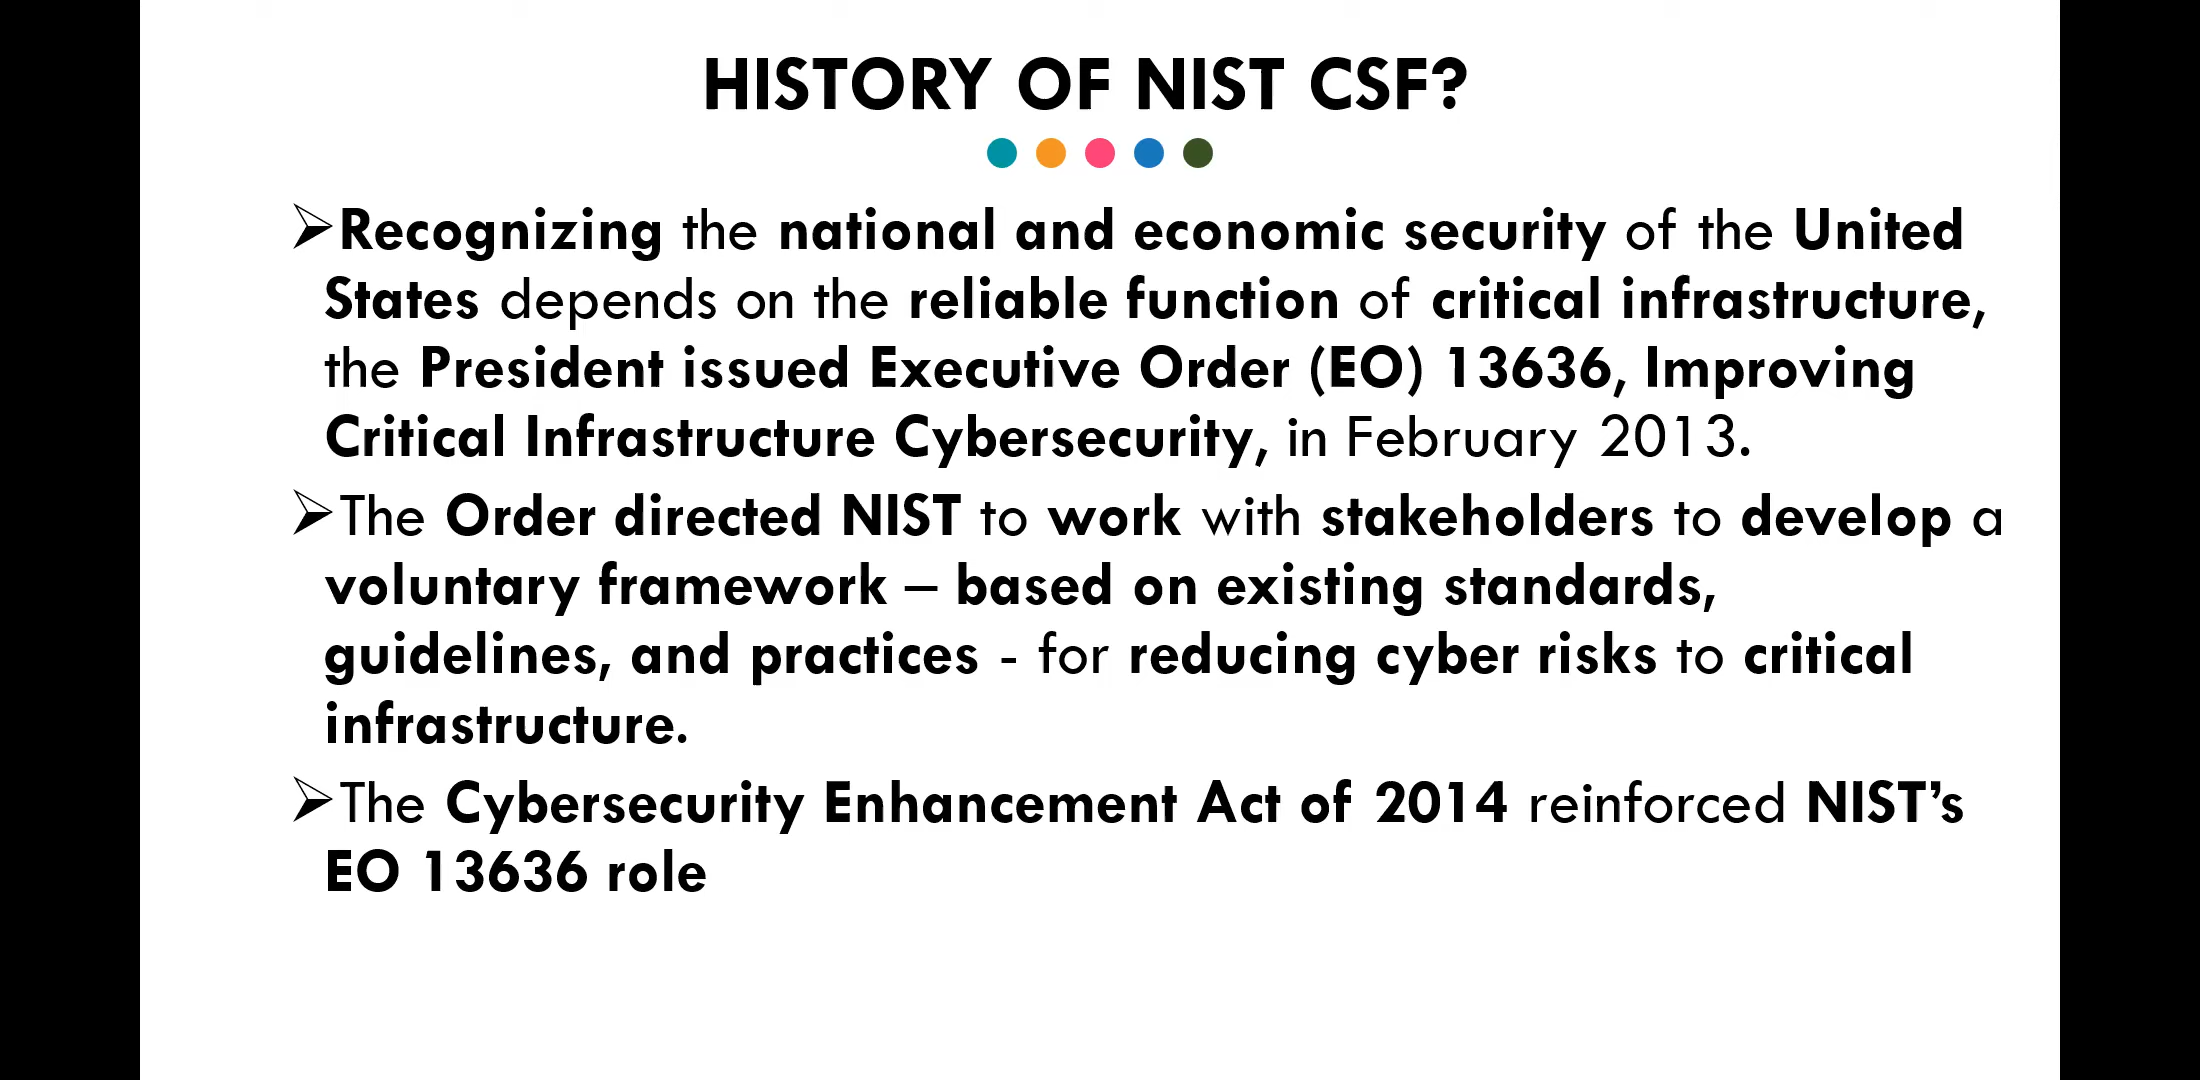 HISTORY OF NIST CSF?
➢Recognizing the national and economic security of the United
States depends on the reliable function of critical infrastructure,
the President issued Executive Order (EO) 13636, Improving
Critical Infrastructure Cybersecurity, in February 2013.
➢The Order directed NIST to work with stakeholders to develop a
voluntary framework – based on existing standards,
guidelines, and practices - for reducing cyber risks to critical
infrastructure.
➢The Cybersecurity Enhancement Act of 2014 reinforced NIST’s
EO 13636 role